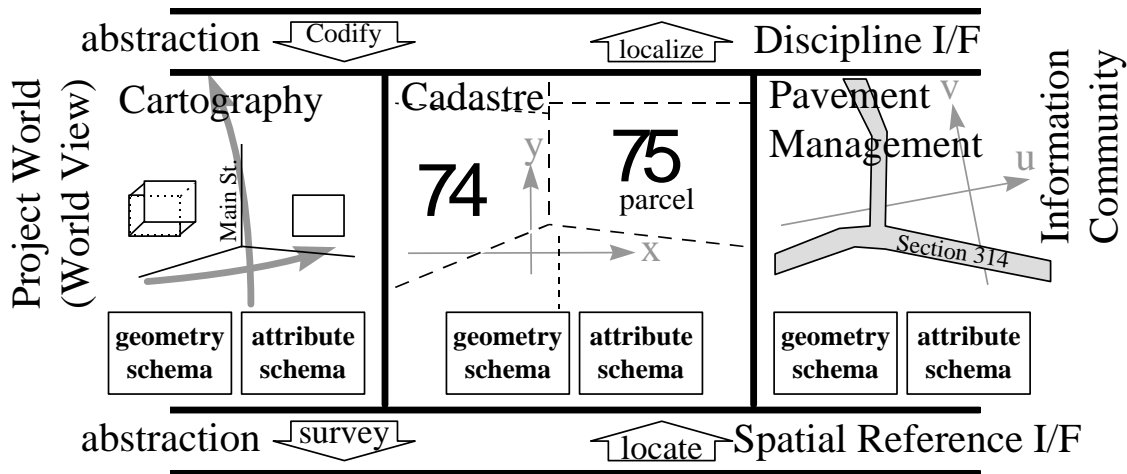 abstraction Codify localize Discipline I/F
Project World
(World View)
Cartography
Main St.
Cadastre
74
75
parcel
y
x
Pavement
Management
v
u
Section 314
Information
Community
geometry
schema
attribute
schema
geometry
schema
attribute
schema
geometry
schema
attribute
schema
abstraction survey locate Spatial Reference I/F